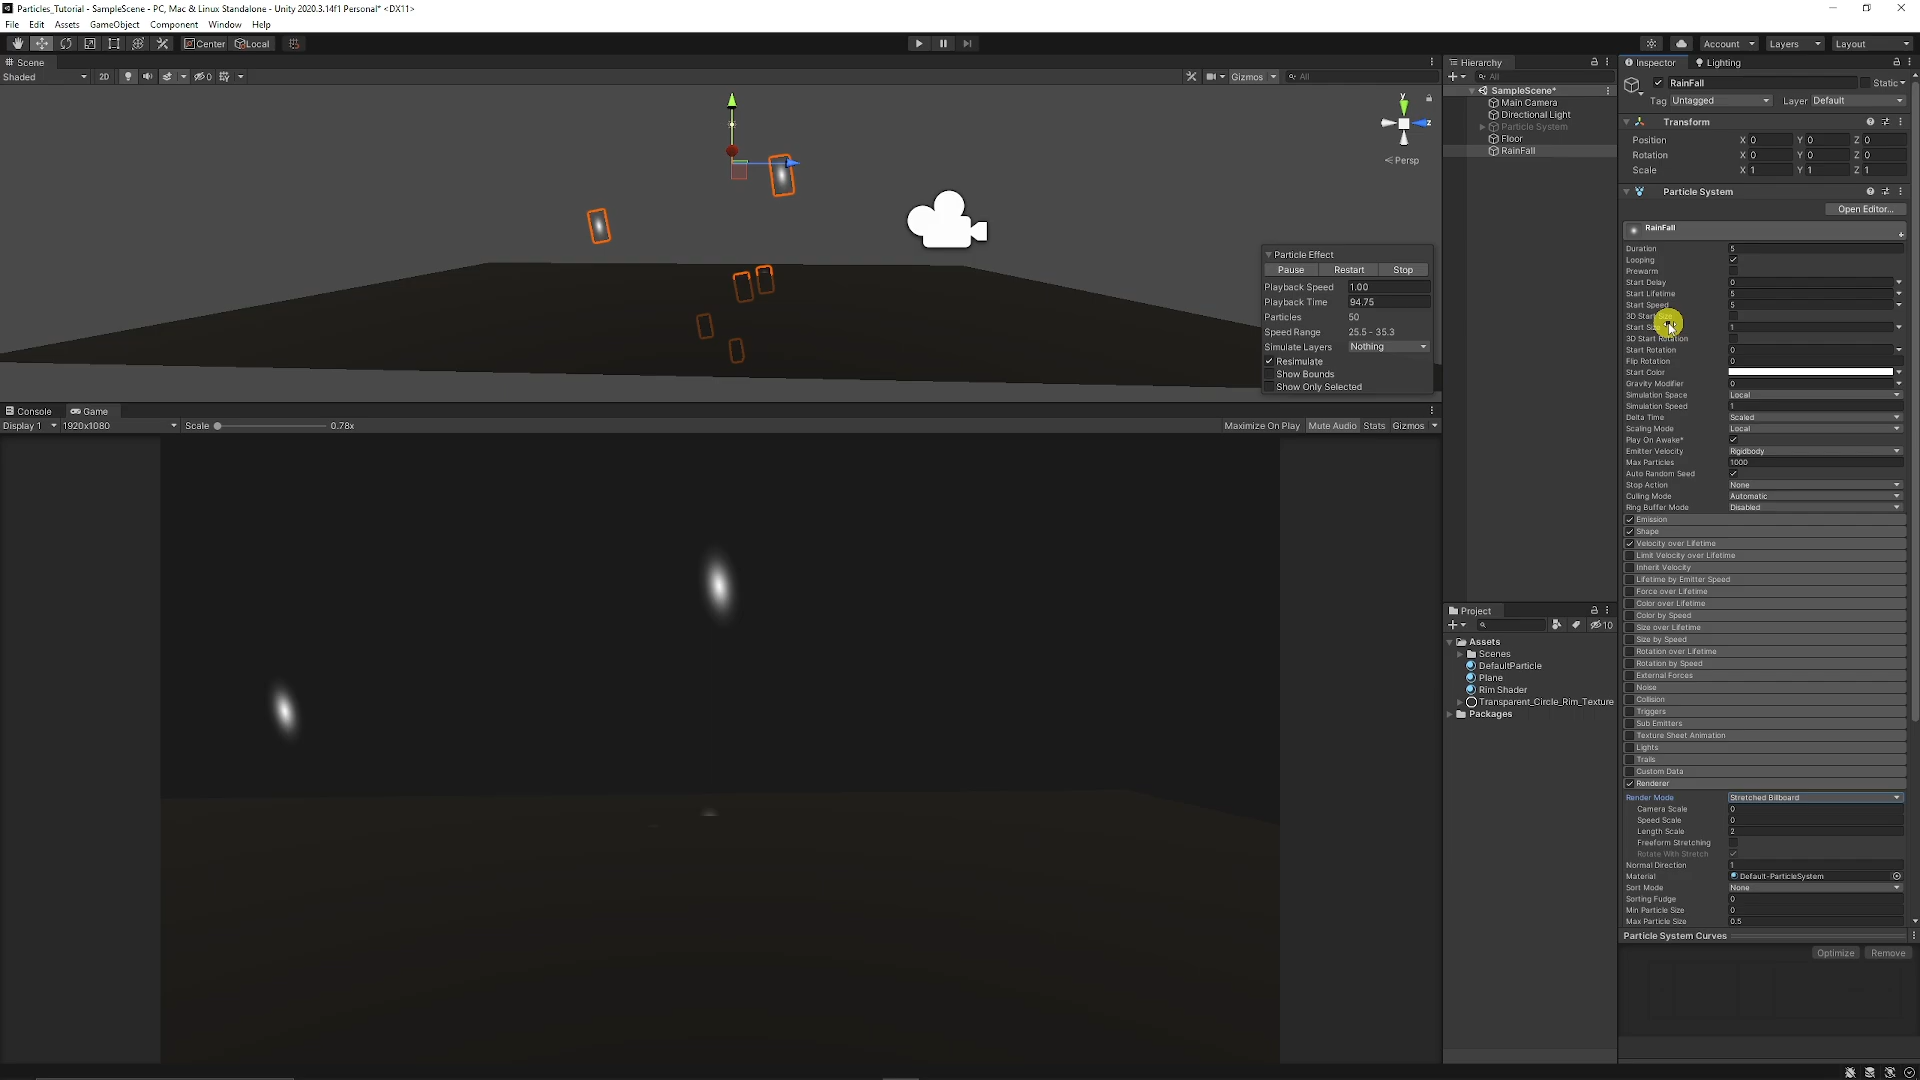 Particles_Tutorial - SampleScene - PC, Mac & Linux Standalone - Unity 2020.3.14f1 Personal* <DX11>
File Edit Assets GameObject Component Window Help
Center Local
Account Layers Layout
Scene
Shaded 2D 0 Gizmos All
y
z
Persp
Particle Effect
Pause Restart Stop
Playback Speed 1.00
Playback Time 94.75
Particles 50
Speed Range 25.5 - 35.3
Simulate Layers Nothing
Resimulate
Show Bounds
Show Only Selected
Console Game
Display 1 1920x1080 Scale 0.78x Maximize On Play Mute Audio Stats Gizmos
Hierarchy
All
SampleScene*
Main Camera
Directional Light
Particle System
Floor
RainFall
Project
10
Assets
Scenes
DefaultParticle
Plane
Rim Shader
Transparent_Circle_Rim_Texture
Packages
Inspector Lighting
RainFall Static
Tag Untagged Layer Default
Transform
Position X 0 Y 0 Z 0
Rotation X 0 Y 0 Z 0
Scale X 1 Y 1 Z 1
Particle System
Open Editor...
RainFall
Duration 5
Looping
Prewarm
Start Delay 0
Start Lifetime 5
Start Speed 5
3D Start Size
Start Size 1
3D Start Rotation
Start Rotation 0
Flip Rotation 0
Start Color
Gravity Modifier 0
Simulation Space Local
Simulation Speed 1
Delta Time Scaled
Scaling Mode Local
Play On Awake*
Emitter Velocity Rigidbody
Max Particles 1000
Auto Random Seed
Stop Action None
Culling Mode Automatic
Ring Buffer Mode Disabled
Emission
Shape
Velocity over Lifetime
Limit Velocity over Lifetime
Inherit Velocity
Lifetime by Emitter Speed
Force over Lifetime
Color over Lifetime
Color by Speed
Size over Lifetime
Size by Speed
Rotation over Lifetime
Rotation by Speed
External Forces
Noise
Collision
Triggers
Sub Emitters
Texture Sheet Animation
Lights
Trails
Custom Data
Renderer
Render Mode Stretched Billboard
Camera Scale 0
Speed Scale 0
Length Scale 2
Freeform Stretching
Rotate With Stretch
Normal Direction 1
Material Default-ParticleSystem
Sort Mode None
Sorting Fudge 0
Min Particle Size 0
Max Particle Size 0.5
Particle System Curves
Optimize Remove